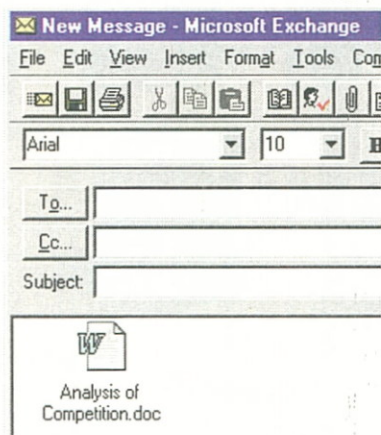 New Message - Microsoft Exchange
File Edit View Insert Format Tools
Arial 10
To...
Cc...
Subject:
Analysis of
Competition.doc